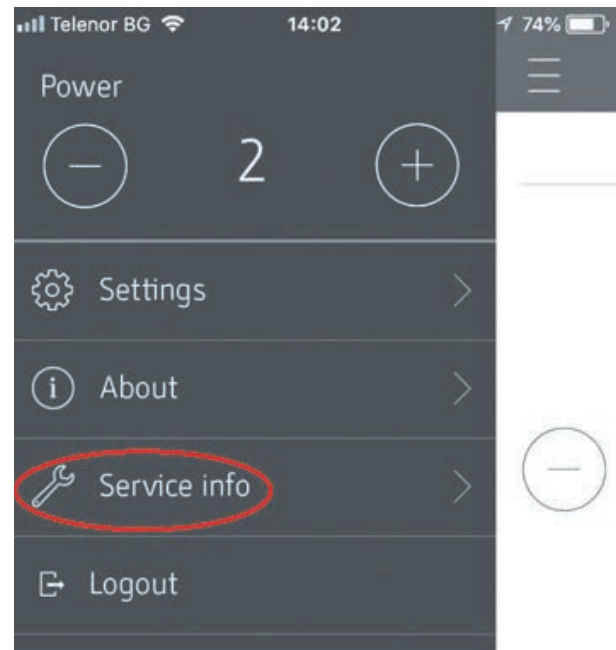 Telenor BG 14:02 74%
Power
2
Settings
About
Service info
Logout